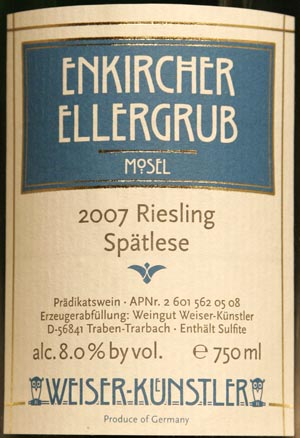 ENKIRCHER
ELLERGRUB
MOSEL
2007 Riesling
Spätlese
Prädikatswein · APNr. 2 601 562 05 08
Erzeugerabfüllung: Weingut Weiser-Künstler
D-56841 Traben-Trarbach · Enthält Sulfite
alc. 8.0 % by vol. ℮ 750 ml
WEISER-KUENSTLER
Produce of Germany